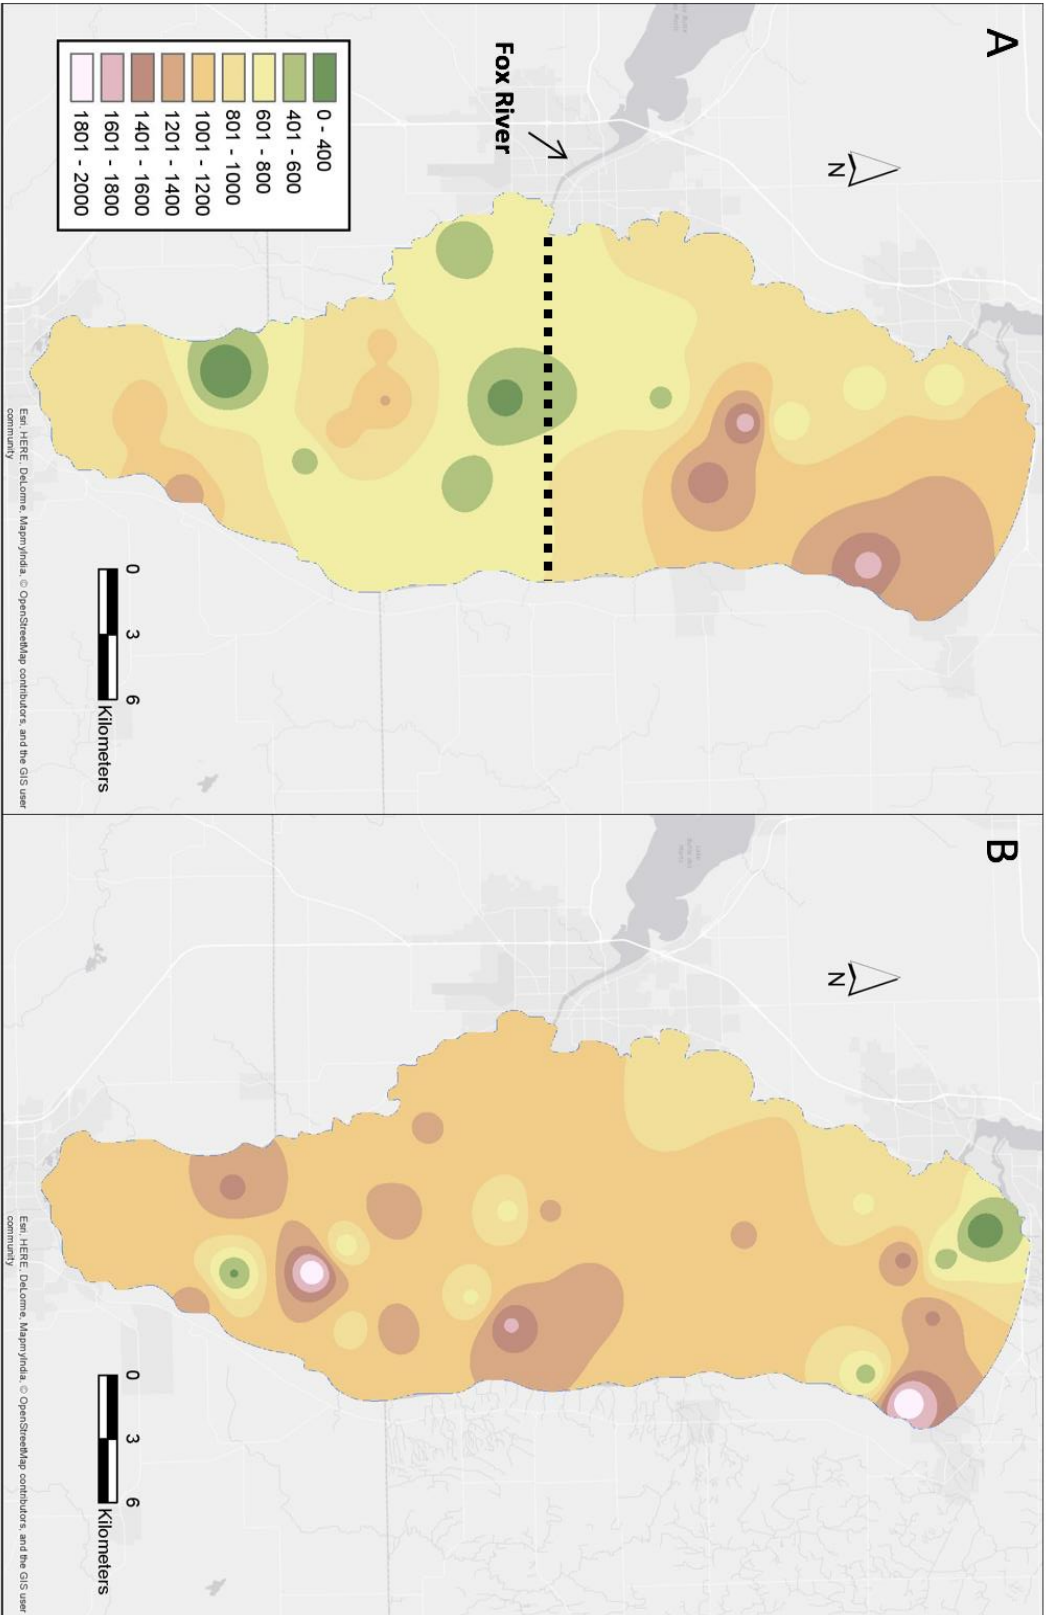 A
Fox River
N
0 - 400
401 - 600
601 - 800
801 - 1000
1001 - 1200
1201 - 1400
1401 - 1600
1601 - 1800
1801 - 2000
0 3 6
Kilometers
Esri, HERE, DeLorme, MapmyIndia, © OpenStreetMap contributors, and the GIS user
community
B
N
0 3 6
Kilometers
Esri, HERE, DeLorme, MapmyIndia, © OpenStreetMap contributors, and the GIS user
community